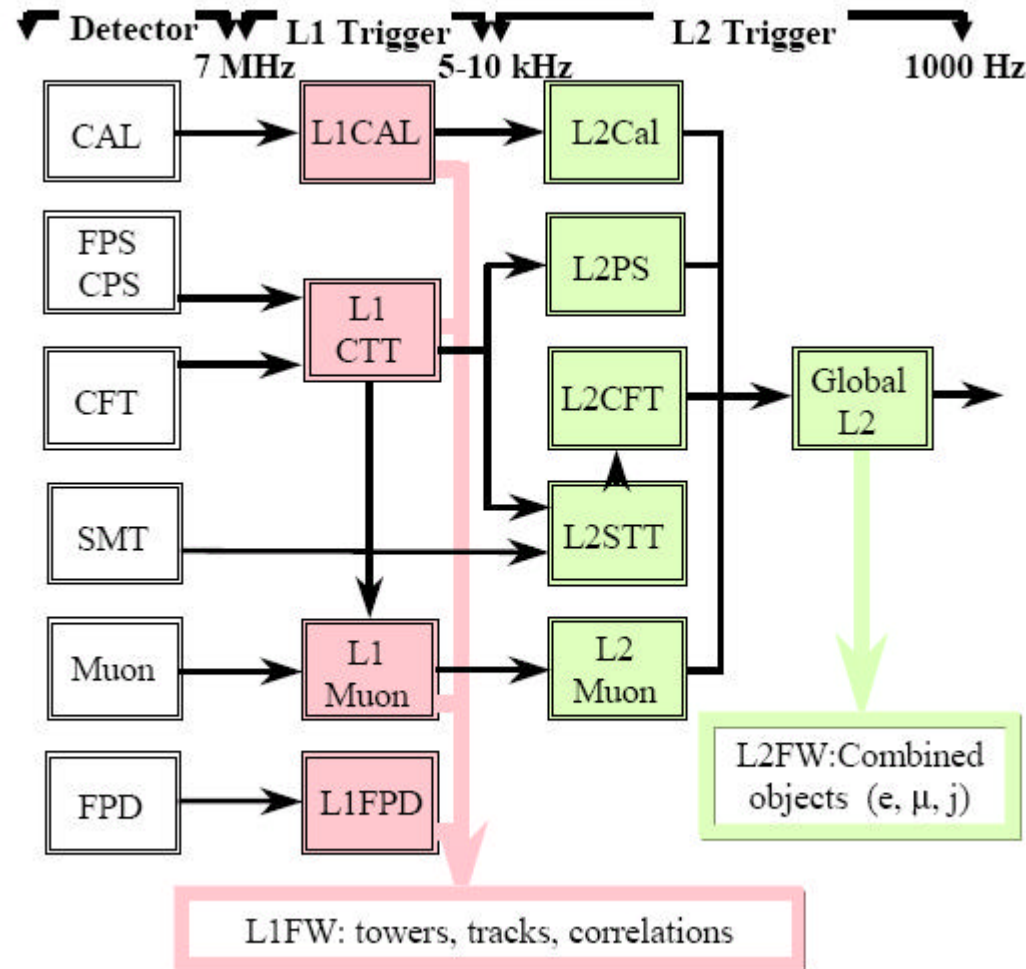 Detector L1 Trigger L2 Trigger
7 MHz 5-10 kHz 1000 Hz
CAL L1CAL L2Cal
FPS
CPS
L1
CTT
L2PS
CFT
L2CFT
Global
L2
SMT
L2STT
Muon
L1
Muon
L2
Muon
FPD
L1FPD
L2FW:Combined
objects (e, μ, j)
L1FW: towers, tracks, correlations